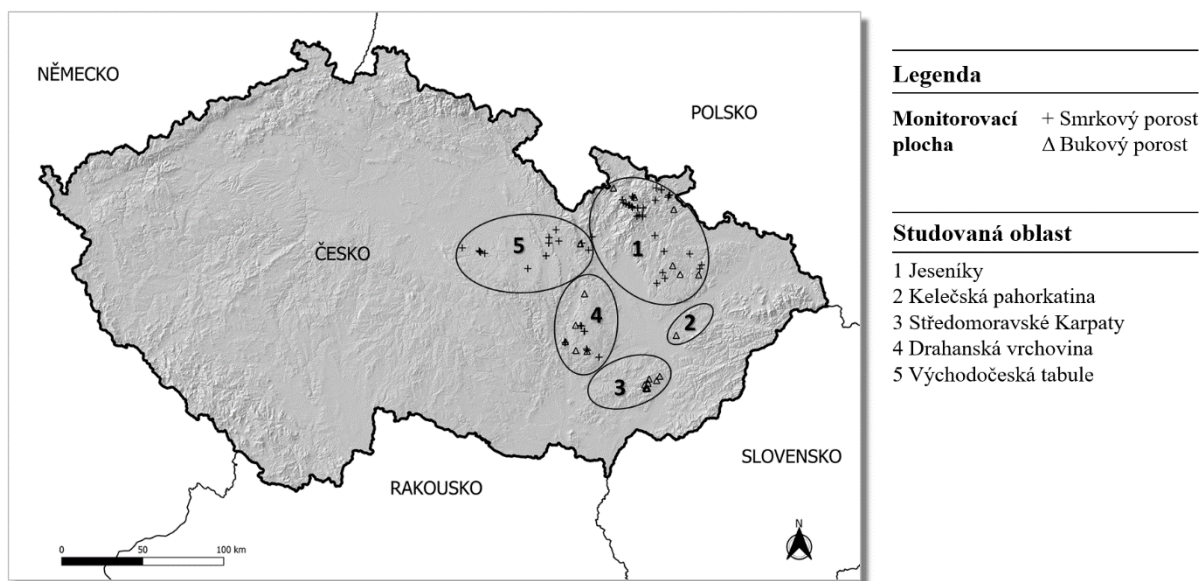 NĚMECKO
POLSKO
ČESKO
5
1
4
2
3
SLOVENSKO
RAKOUSKO
N
0 50 100 km
Legenda
Monitorovací + Smrkový porost
plocha Δ Bukový porost
Studovaná oblast
1 Jeseníky
2 Kelečská pahorkatina
3 Středomoravské Karpaty
4 Drahanská vrchovina
5 Východočeská tabule